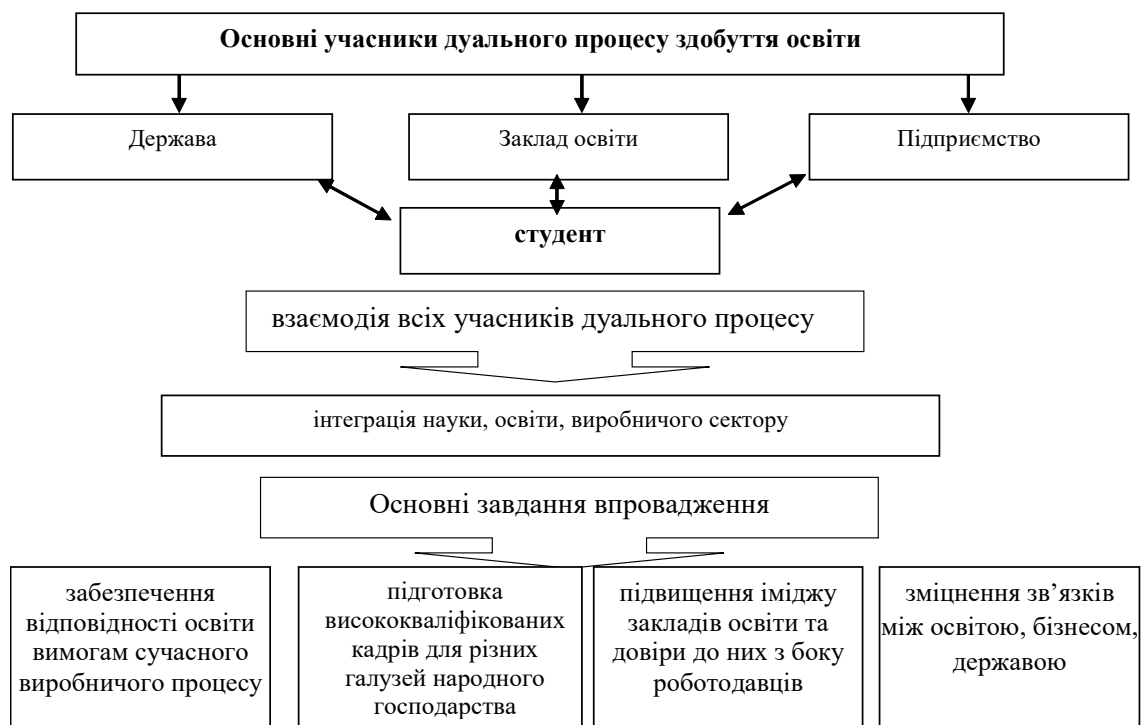 Основні учасники дуального процесу здобуття освіти
Держава
Заклад освіти
Підприємство
студент
взаємодія всіх учасників дуального процесу
інтеграція науки, освіти, виробничого сектору
Основні завдання впровадження
забезпечення
відповідності освіти
вимогам сучасного
виробничого процесу
підготовка
висококваліфікованих
кадрів для різних
галузей народного
господарства
підвищення іміджу
закладів освіти та
довіри до них з боку
роботодавців
зміцнення зв’язків
між освітою, бізнесом,
державою